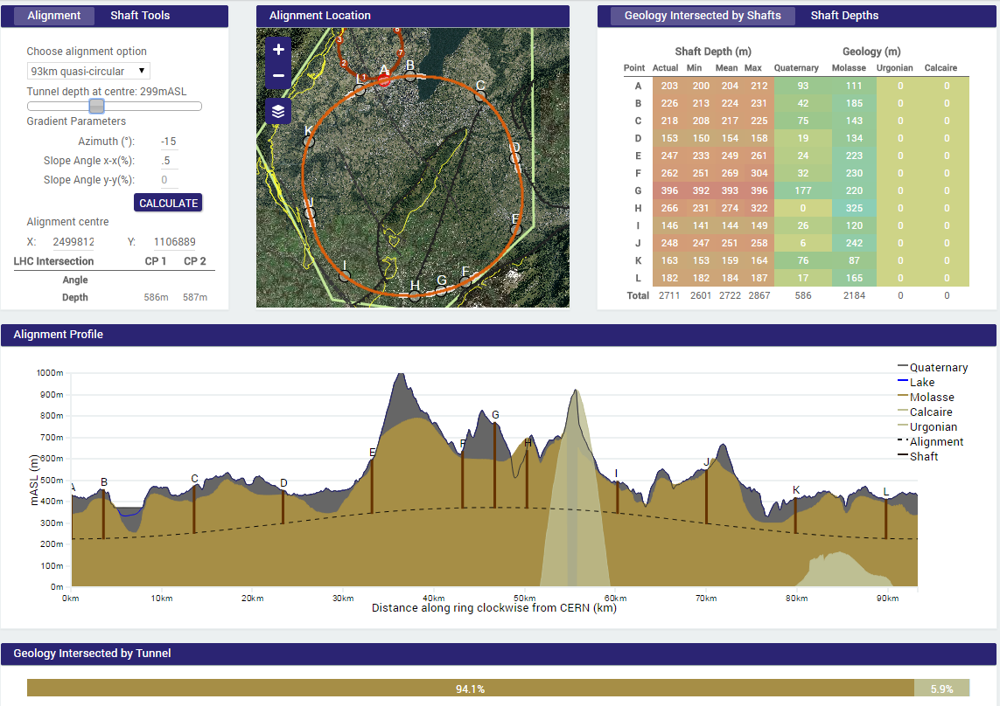 Alignment Shaft Tools
Choose alignment option
93km quasi-circular
Tunnel depth at centre: 299mASL
Gradient Parameters
Azimuth (°): -15
Slope Angle x-x(%): .5
Slope Angle y-y(%): 0
CALCULATE
Alignment centre
X: 2499812 Y: 1106889
LHC Intersection CP 1 CP 2
Angle
Depth 586m 587m
Alignment Location
+
−
3
6
2
7
1
A
B
C
D
E
F
G
H
I
J
K
L
Geology Intersected by Shafts Shaft Depths
Shaft Depth (m) Geology (m)
Point Actual Min Mean Max Quaternary Molasse Urgonian Calcaire
A 203 200 204 212 93 111 0 0
B 226 213 224 231 42 185 0 0
C 218 208 217 225 75 143 0 0
D 153 150 154 158 19 134 0 0
E 247 233 249 261 24 223 0 0
F 262 251 269 304 32 230 0 0
G 396 392 393 396 177 220 0 0
H 266 231 274 322 0 325 0 0
I 146 141 144 149 26 120 0 0
J 248 247 251 258 6 242 0 0
K 163 153 159 164 76 87 0 0
L 182 182 184 187 17 165 0 0
Total 2711 2601 2722 2867 586 2184 0 0
Alignment Profile
mASL (m)
1000m
900m
800m
700m
600m
500m
400m
300m
200m
100m
0m
A B C D E F G H I J K L
0km 10km 20km 30km 40km 50km 60km 70km 80km 90km
Distance along ring clockwise from CERN (km)
Quaternary
Lake
Molasse
Calcaire
Urgonian
Alignment
Shaft
Geology Intersected by Tunnel
94.1% 5.9%